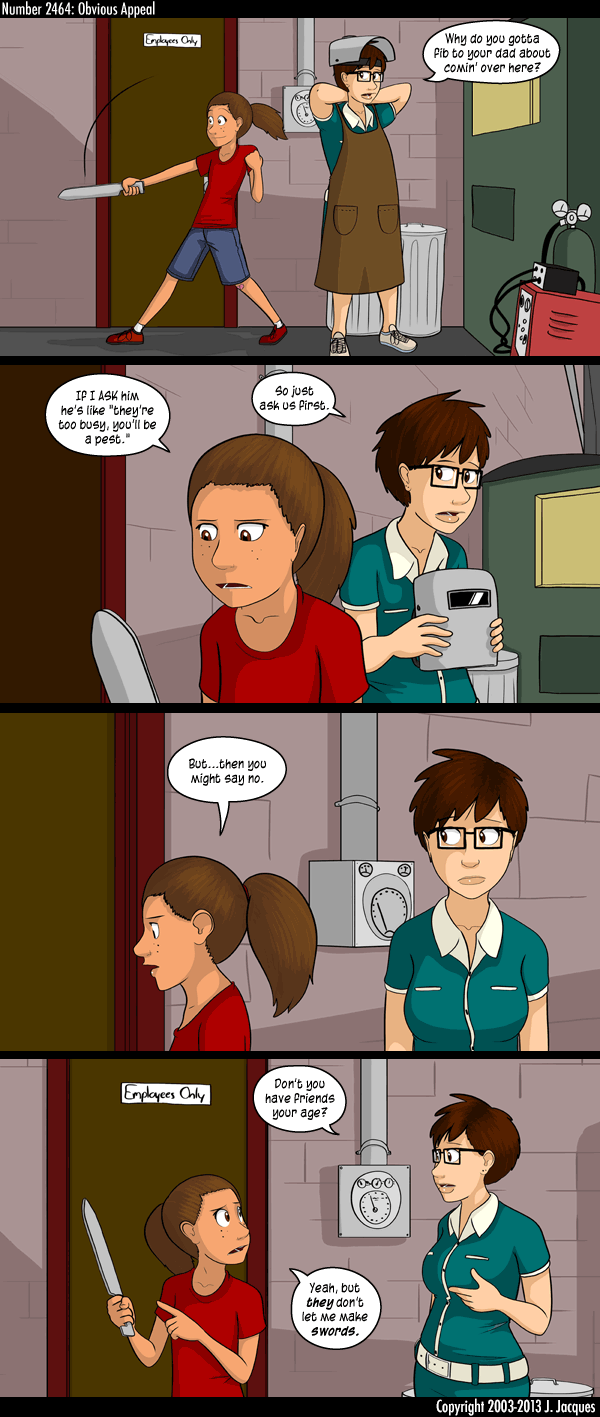 Number 2464: Obvious Appeal
Employees Only
Why do you gotta
fib to your dad about
comin' over here?
If I ASK him
he's like "they're
too busy, you'll be
a pest."
So just
ask us first.
But...then you
might say no.
Employees Only
Don't you
have friends
your age?
Yeah, but
they don't
let me make
swords.
Copyright 2003-2013 J. Jacques